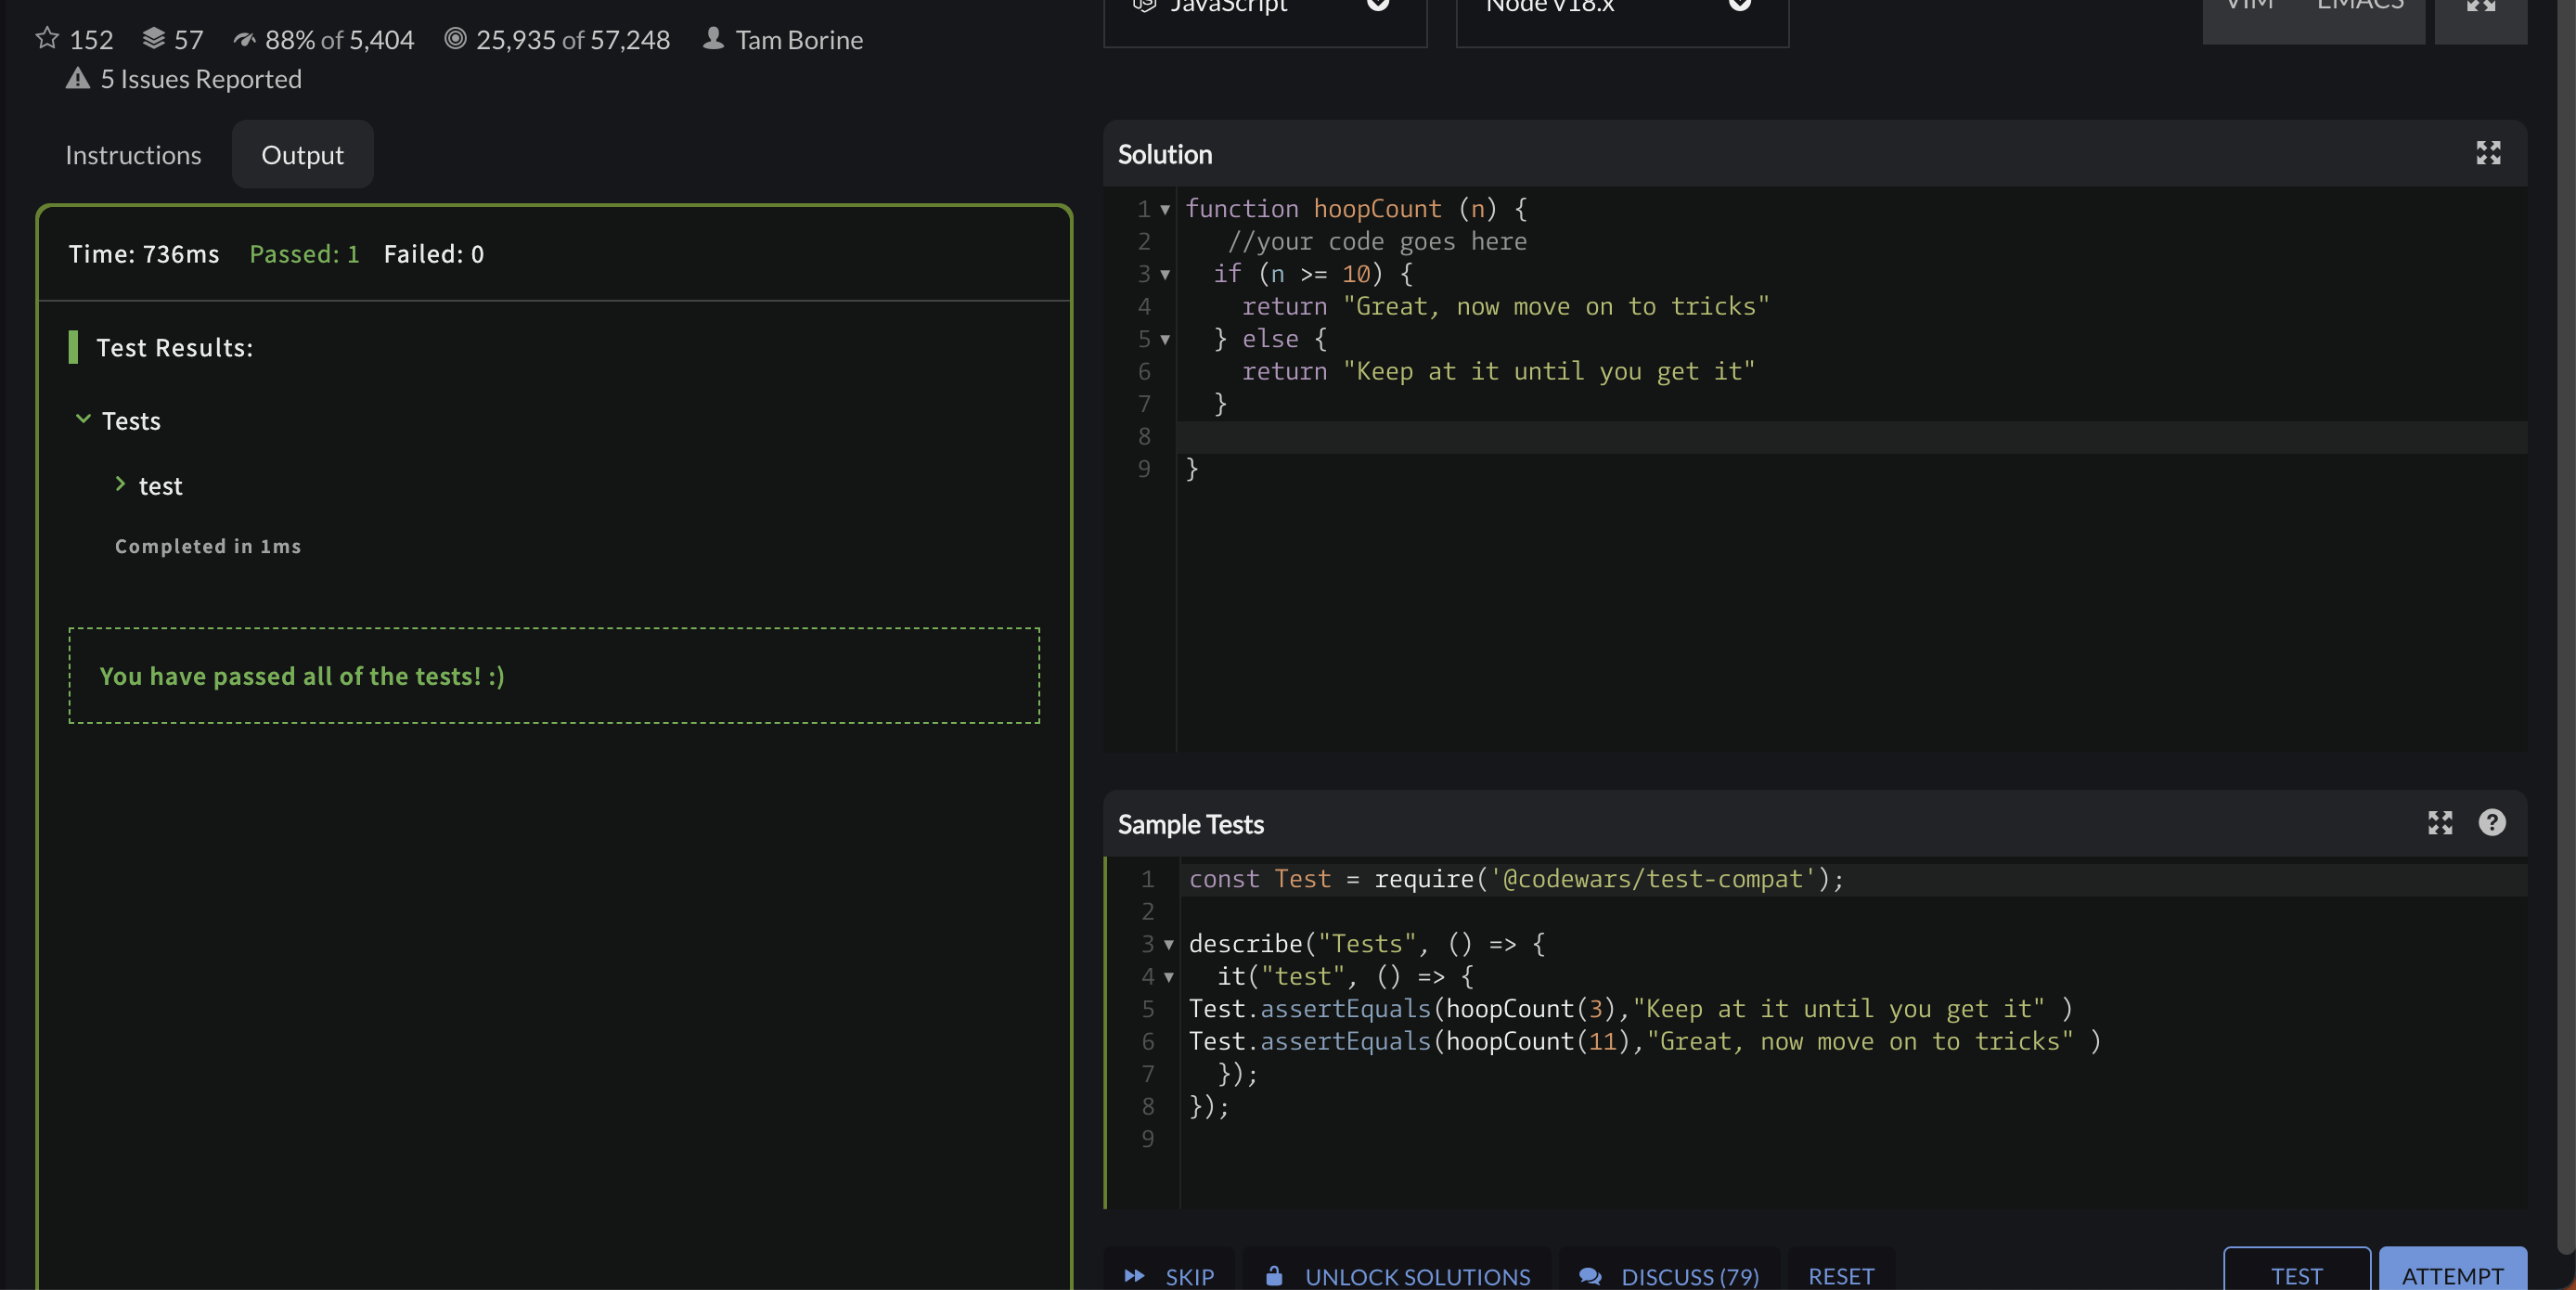 152 57 88% of 5,404 25,935 of 57,248 Tam Borine
5 Issues Reported
Instructions Output
Time: 736ms Passed: 1 Failed: 0
Test Results:
Tests
test
Completed in 1ms
You have passed all of the tests! :)
JavaScript Node v18.x VIM EMACS
Solution
1 function hoopCount (n) {
2 //your code goes here
3 if (n >= 10) {
4 return "Great, now move on to tricks"
5 } else {
6 return "Keep at it until you get it"
7 }
8
9 }
Sample Tests
1 const Test = require('@codewars/test-compat');
2
3 describe("Tests", () => {
4 it("test", () => {
5 Test.assertEquals(hoopCount(3),"Keep at it until you get it" )
6 Test.assertEquals(hoopCount(11),"Great, now move on to tricks" )
7 });
8 });
9
SKIP UNLOCK SOLUTIONS DISCUSS (79) RESET TEST ATTEMPT